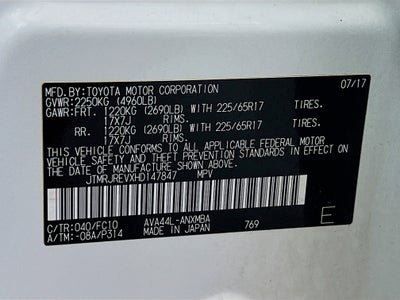 MFD.BY:TOYOTA MOTOR CORPORATION 07/17
GVWR:2250KG (4960LB)
GAWR:FRT. 1220KG (2690LB) WITH 225/65R17 TIRES.
17X7J RIMS.
RR. 1220KG (2690LB) WITH 225/65R17 TIRES.
17X7J RIMS.
THIS VEHICLE CONFORMS TO ALL APPLICABLE FEDERAL MOTOR
VEHICLE SAFETY AND BUMPER STANDARDS IN EFFECT ON
THE DATE OF MANUFACTURE SHOWN ABOVE.
JTMRJREVXHD147847 MPV
C/TR:040/FC10 AVA44L-ANXMBA
A/TM:-08A/P314 MADE IN JAPAN 769 E